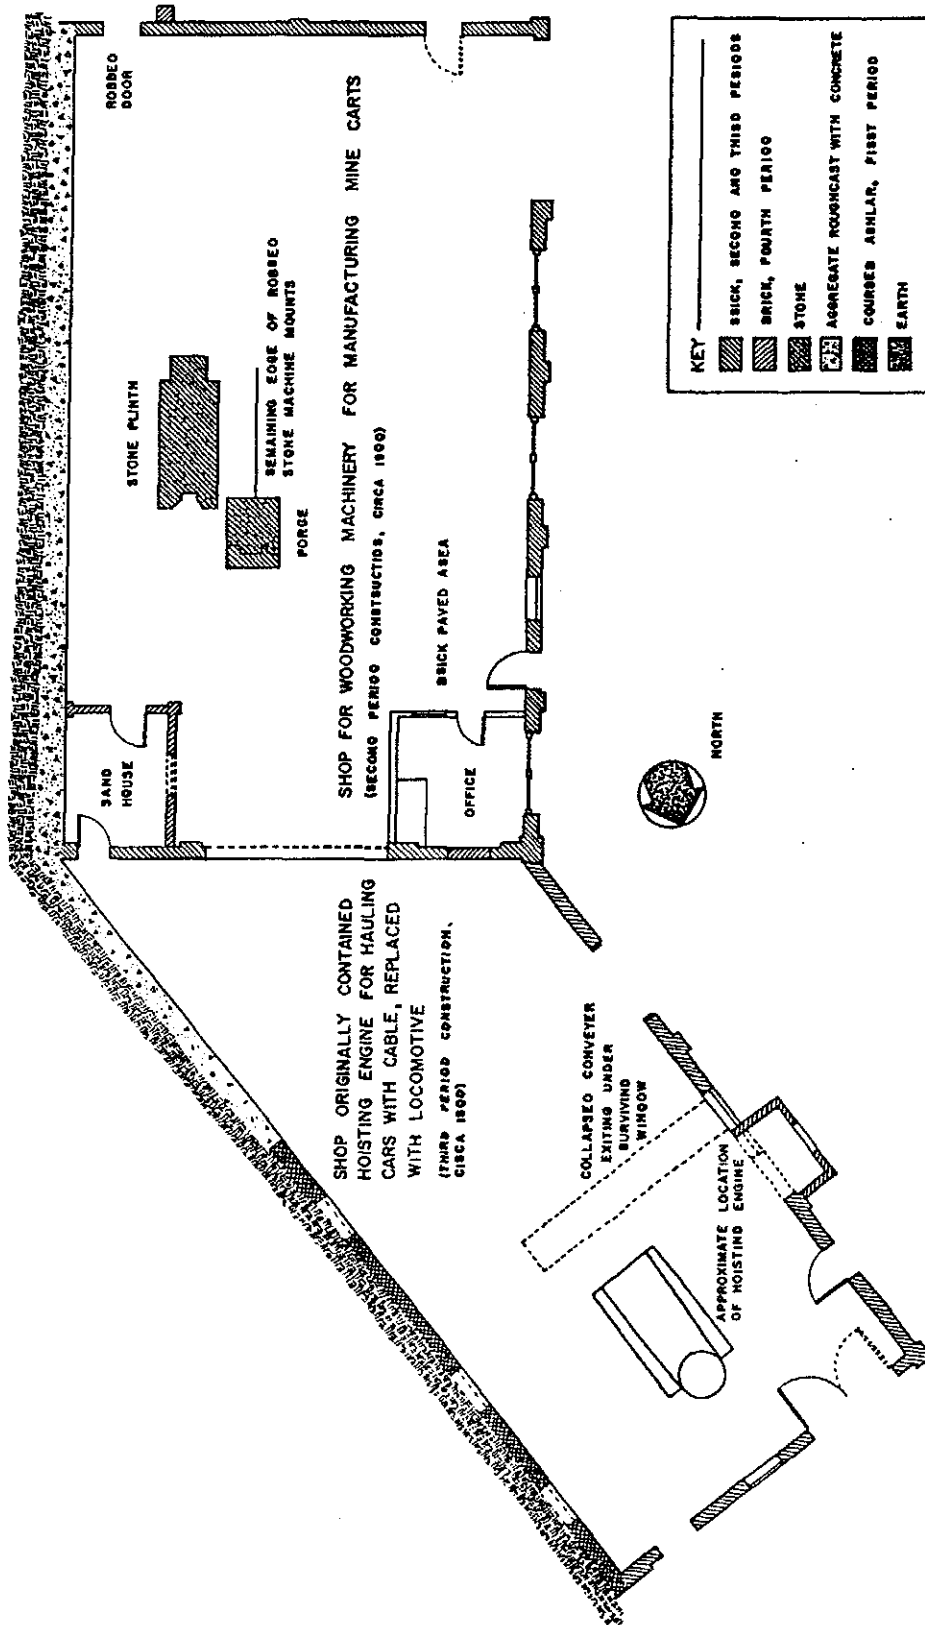 ROBBED
DOOR
STONE PLINTH
REMAINING EDGE OF ROBBED
STONE MACHINE MOUNTS
FORGE
SHOP FOR WOODWORKING MACHINERY FOR MANUFACTURING MINE CARTS
(SECOND PERIOD CONSTRUCTION, CIRCA 1900)
BRICK PAVED AREA
SAND
HOUSE
OFFICE
SHOP ORIGINALLY CONTAINED
HOISTING ENGINE FOR HAULING
CARS WITH CABLE, REPLACED
WITH LOCOMOTIVE
(THIRD PERIOD CONSTRUCTION,
CIRCA 1900)
COLLAPSED CONVEYER
EXITING UNDER
SURVIVING
WINDOW
APPROXIMATE LOCATION
OF HOISTING ENGINE
NORTH
KEY
BRICK, SECOND AND THIRD PERIODS
BRICK, FOURTH PERIOD
STONE
AGGREGATE ROUGHCAST WITH CONCRETE
COURSED ASHLAR, FIRST PERIOD
EARTH